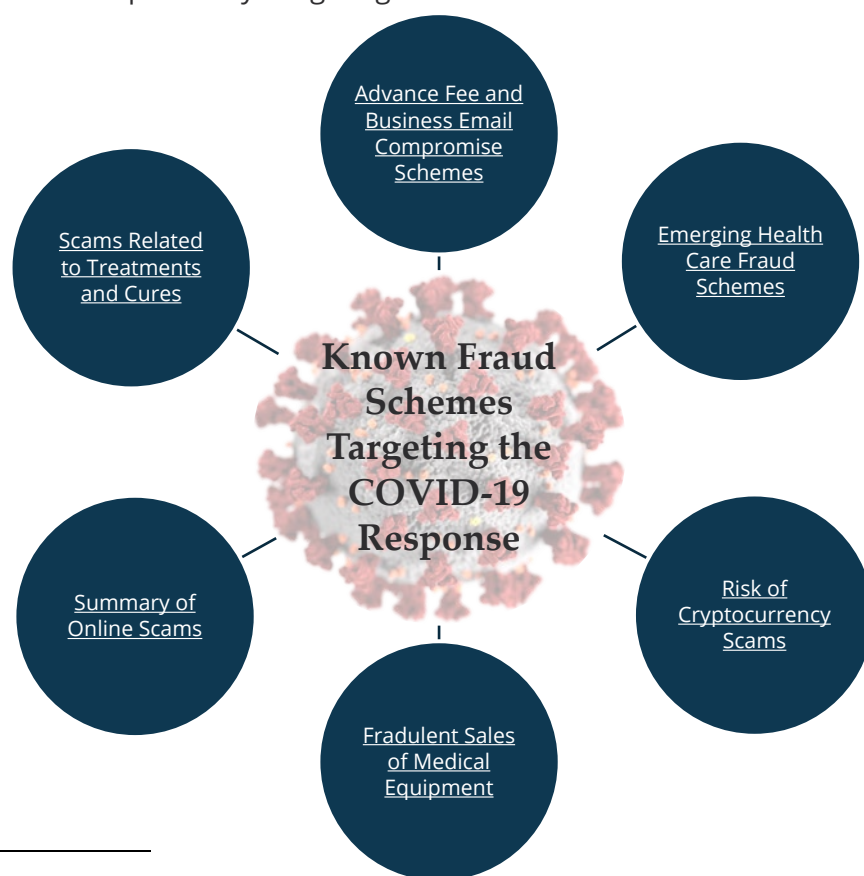 Advance Fee and
Business Email
Compromise
Schemes
Scams Related
to Treatments
and Cures
Emerging Health
Care Fraud
Schemes
Known Fraud
Schemes
Targeting the
COVID-19
Response
Summary of
Online Scams
Risk of
Cryptocurrency
Scams
Fradulent Sales
of Medical
Equipment